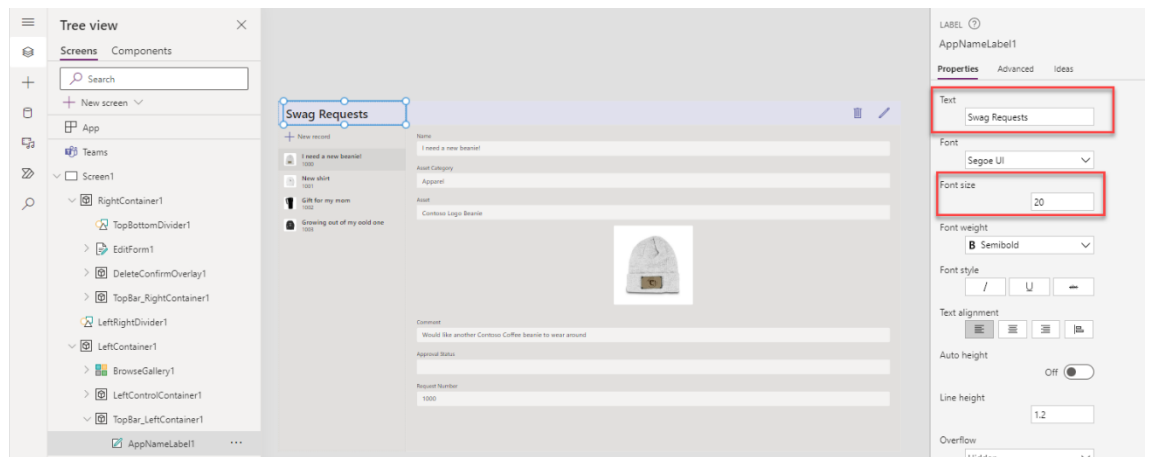 Tree view
Screens Components
Search
New screen
App
Teams
Screen1
RightContainer1
TopBottomDivider1
EditForm1
DeleteConfirmOverlay1
TopBar_RightContainer1
LeftRightDivider1
LeftContainer1
BrowseGallery1
LeftControlContainer1
TopBar_LeftContainer1
AppNameLabel1
Swag Requests
New record
I need a new beanie!
1000
New shirt
1001
Gift for my mom
1002
Growing out of my oold one
1003
Name
I need a new beanie!
Asset Category
Apparel
Asset
Contoso Logo Beanie
Comment
Would like another Contoso Coffee beanie to wear around
Approval Status
Request Number
1000
LABEL
AppNameLabel1
Properties Advanced Ideas
Text
Swag Requests
Font
Segoe UI
Font size
20
Font weight
B Semibold
Font style
/ U
Text alignment
Auto height
Off
Line height
1.2
Overflow